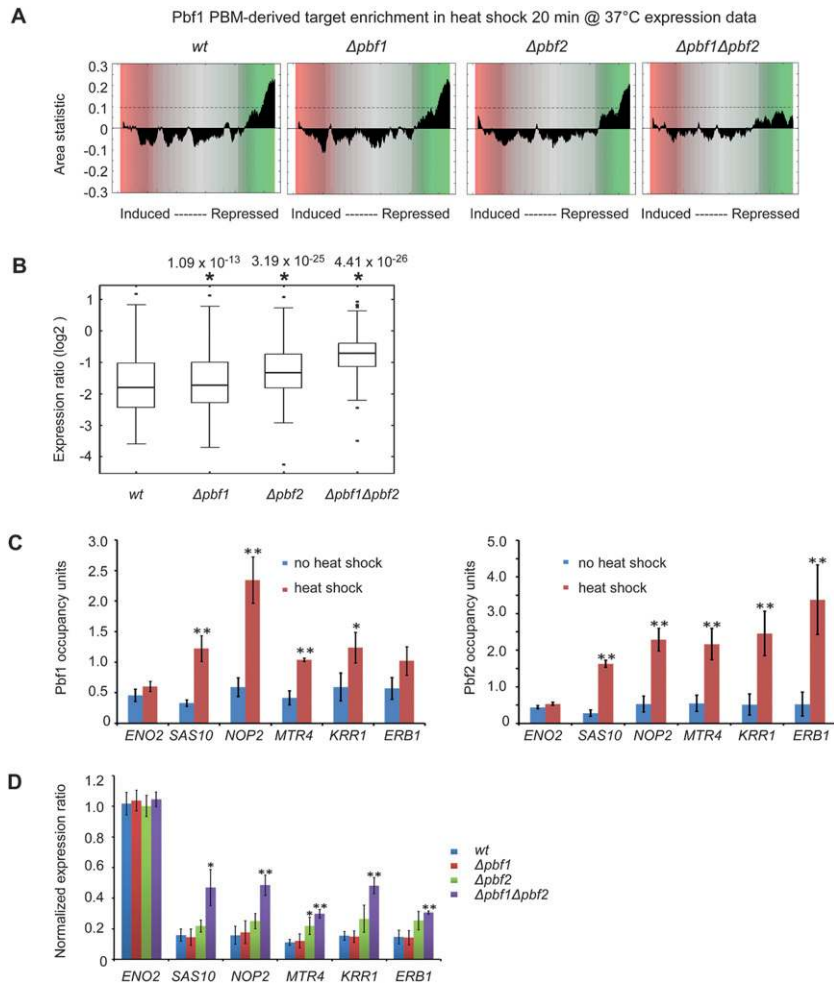 A
Pbf1 PBM-derived target enrichment in heat shock 20 min @ 37°C expression data
wt
Δpbf1
Δpbf2
Δpbf1Δpbf2
Area statistic
0.3
0.2
0.1
0
-0.1
-0.2
-0.3
Induced ------- Repressed
Induced ------- Repressed
Induced ------- Repressed
Induced ------- Repressed
B
1.09 x 10-13
3.19 x 10-25
4.41 x 10-26
*
*
*
Expression ratio (log2 )
1
0
-1
-2
-3
-4
wt
Δpbf1
Δpbf2
Δpbf1Δpbf2
C
Pbf1 occupancy units
3.0
2.5
2.0
1.5
1.0
0.5
0.0
no heat shock
heat shock
**
**
**
*
ENO2 SAS10 NOP2 MTR4 KRR1 ERB1
Pbf2 occupancy units
5.0
4.0
3.0
2.0
1.0
0.0
no heat shock
heat shock
**
**
**
**
**
ENO2 SAS10 NOP2 MTR4 KRR1 ERB1
D
Normalized expression ratio
1.2
1.0
0.6
0.4
0.2
0.0
*
**
*
**
**
**
wt
Δpbf1
Δpbf2
Δpbf1Δpbf2
ENO2 SAS10 NOP2 MTR4 KRR1 ERB1